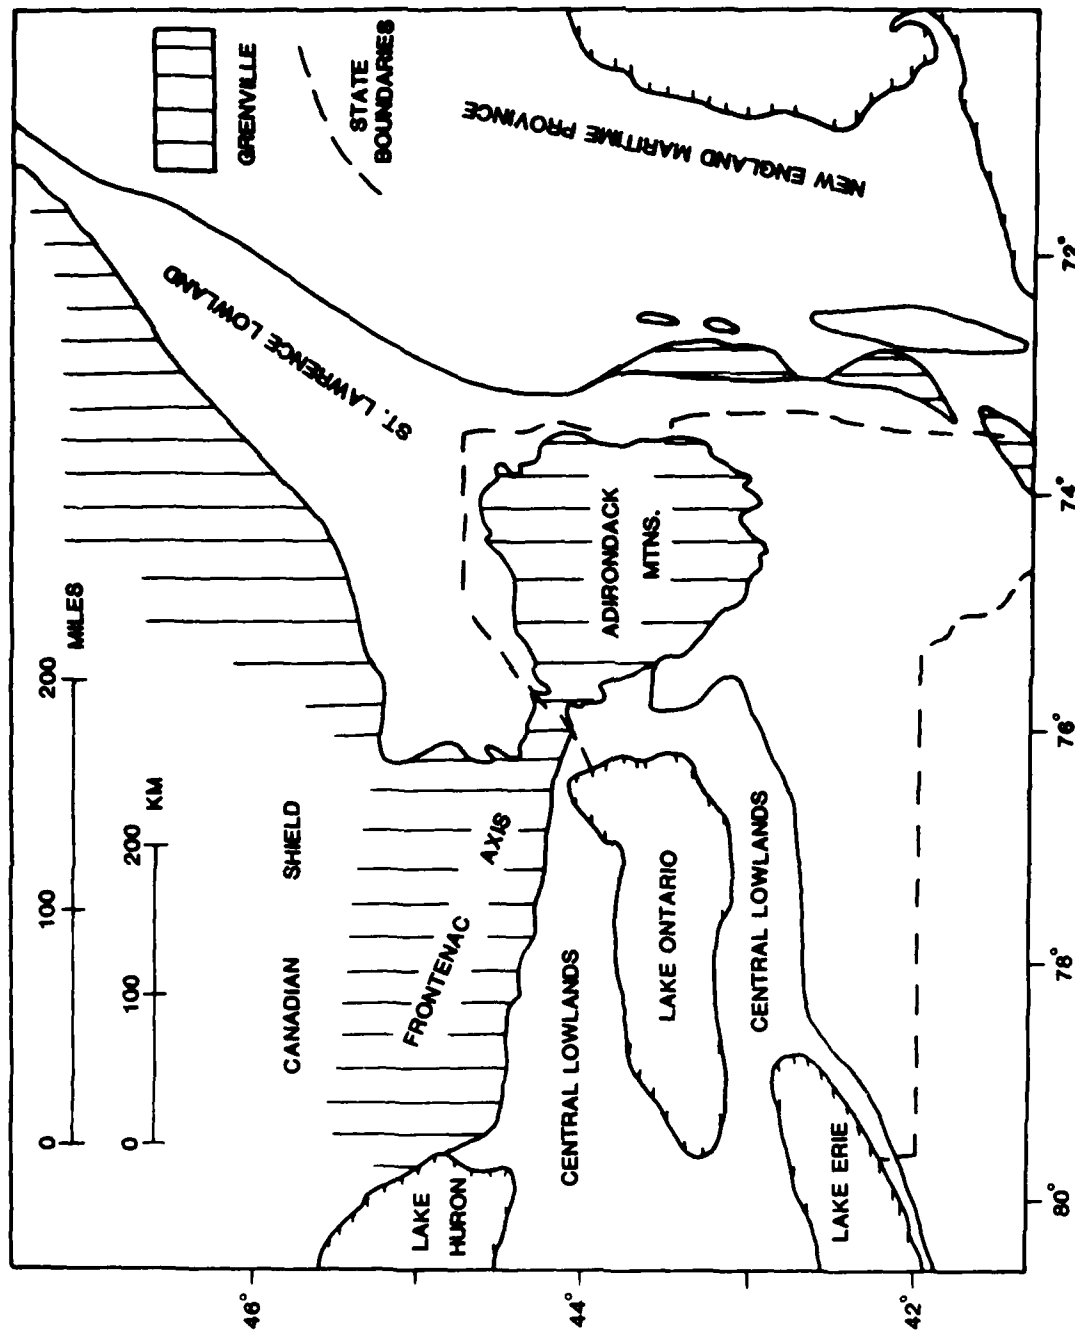 0 100 200
MILES
0 100 200
KM
GRENVILLE
STATE
BOUNDARIES
CANADIAN SHIELD
ST. LAWRENCE LOWLAND
FRONTENAC AXIS
LAKE
HURON
CENTRAL LOWLANDS
ADIRONDACK
MTNS.
NEW ENGLAND MARITIME PROVINCE
LAKE ONTARIO
CENTRAL LOWLANDS
LAKE ERIE
46°
44°
42°
80° 78° 76° 74° 72°